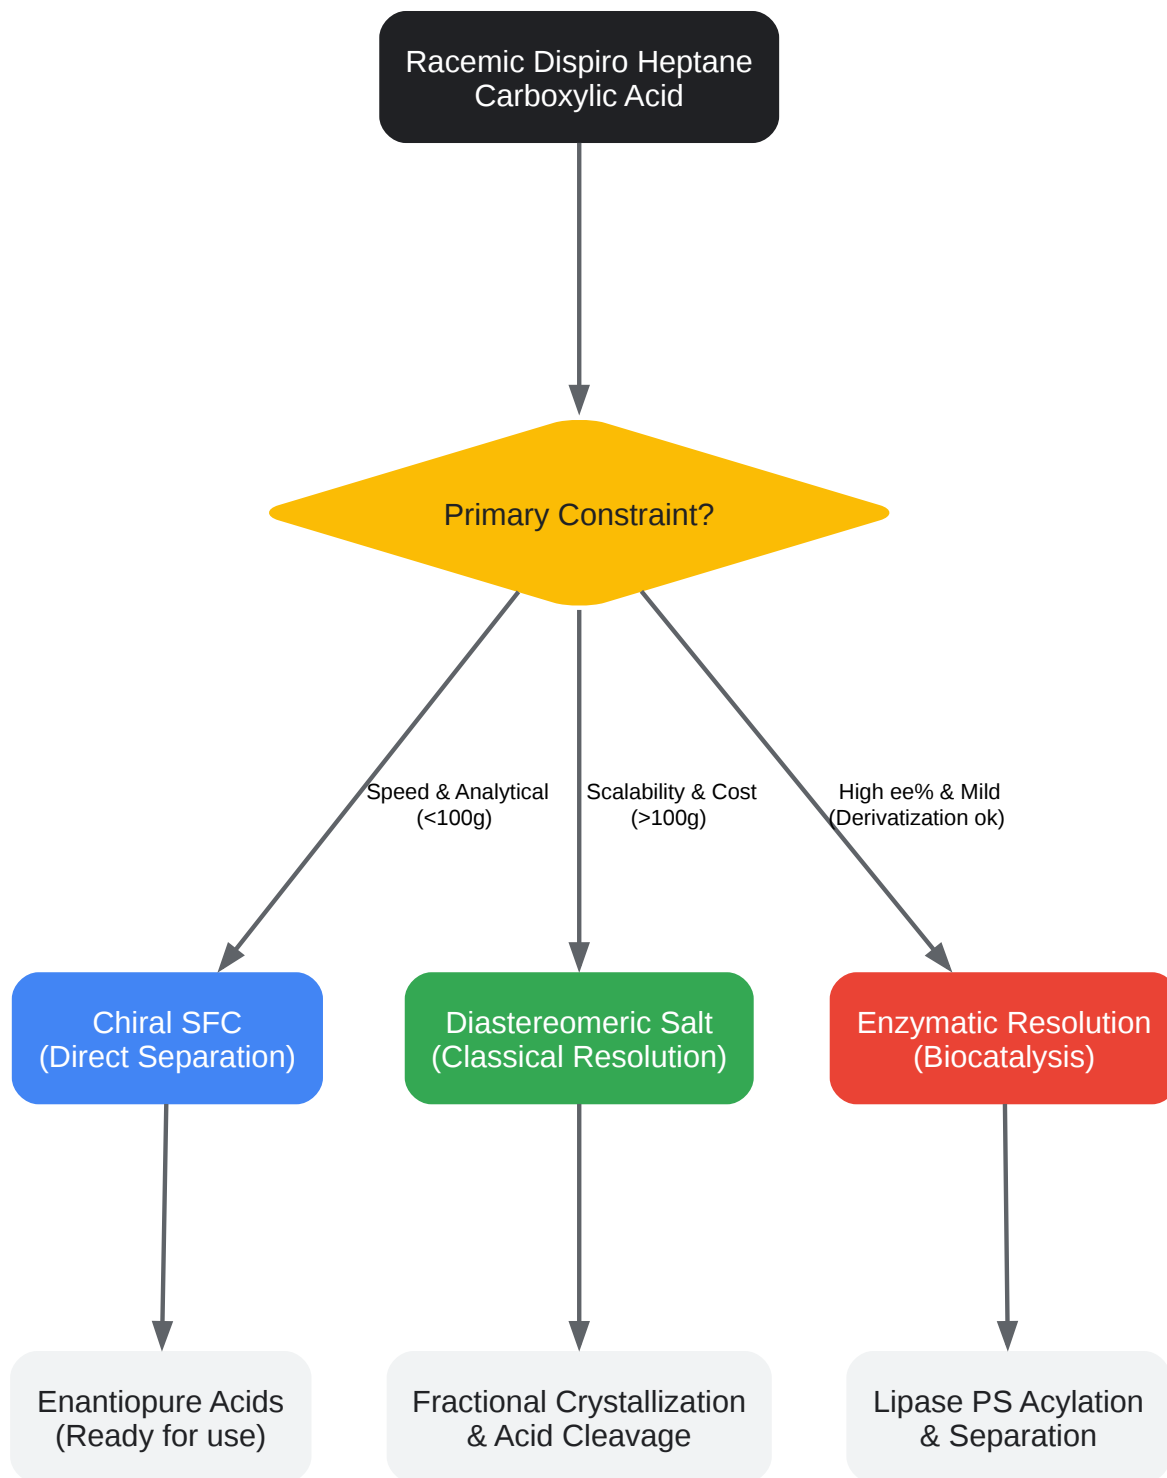 Racemic Dispiro Heptane
Carboxylic Acid
Primary Constraint?
Speed & Analytical
(<100g)
Scalability & Cost
(>100g)
High ee% & Mild
(Derivatization ok)
Chiral SFC
(Direct Separation)
Diastereomeric Salt
(Classical Resolution)
Enzymatic Resolution
(Biocatalysis)
Enantiopure Acids
(Ready for use)
Fractional Crystallization
& Acid Cleavage
Lipase PS Acylation
& Separation